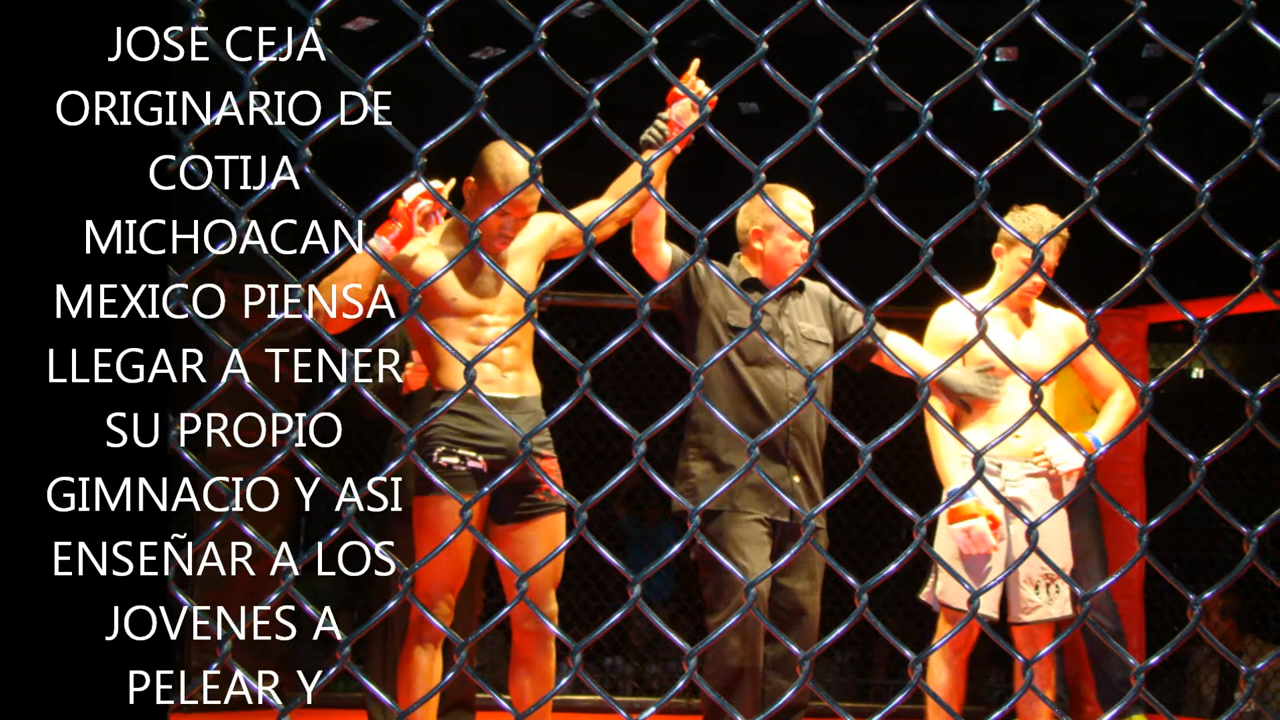 JOSE CEJA
ORIGINARIO DE
COTIJA
MICHOACAN
MEXICO PIENSA
LLEGAR A TENER
SU PROPIO
GIMNACIO Y ASI
ENSEÑAR A LOS
JOVENES A
PELEAR Y